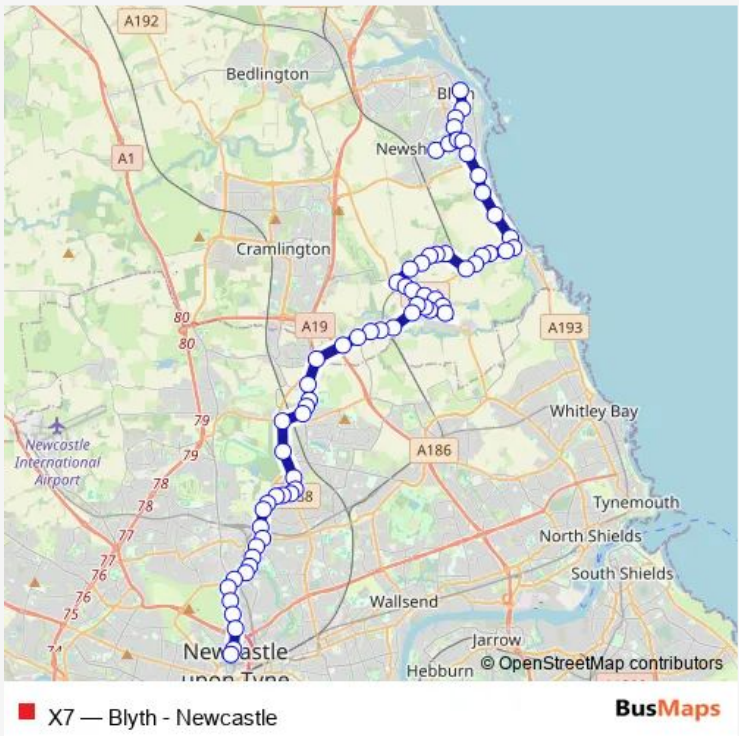 A192
Bedlington
A1
Newsh
Cramlington
80
A19
80
A193
79
Whitley Bay
Newcastle
International
Airport
79
A186
78
78
Tynemouth
77
North Shields
77
76
South Shields
76
75
Wallsend
Jarrow
Hebburn
© OpenStreetMap contributors
X7 — Blyth - Newcastle
BusMaps